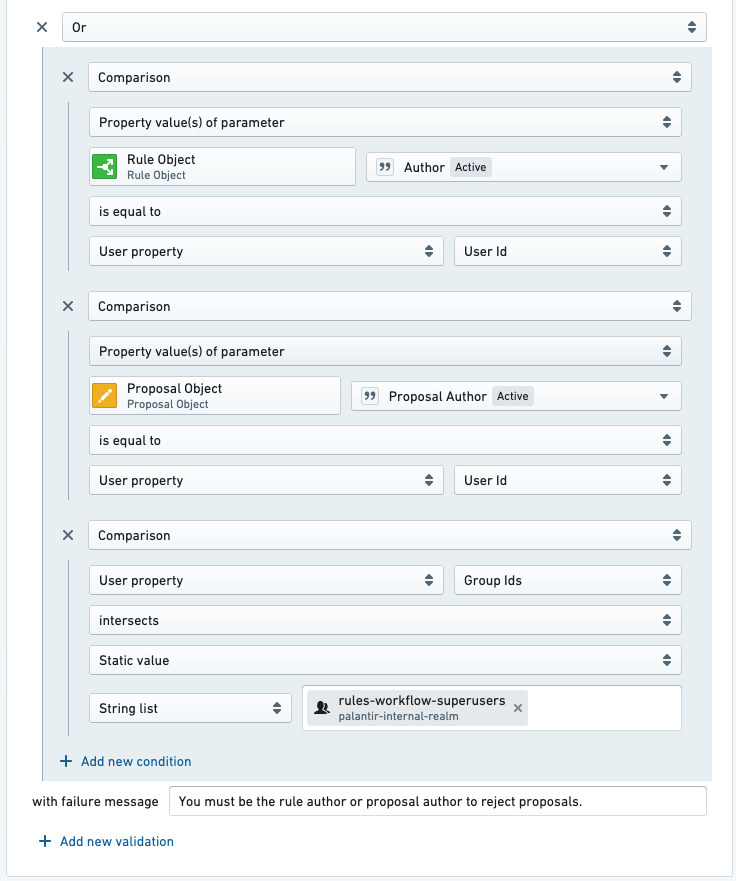 Or
Comparison
Property value(s) of parameter
Rule Object
Rule Object
Author Active
is equal to
User property
User Id
Comparison
Property value(s) of parameter
Proposal Object
Proposal Object
Proposal Author Active
is equal to
User property
User Id
Comparison
User property
Group Ids
intersects
Static value
String list
rules-workflow-superusers
palantir-internal-realm
Add new condition
with failure message
You must be the rule author or proposal author to reject proposals.
Add new validation